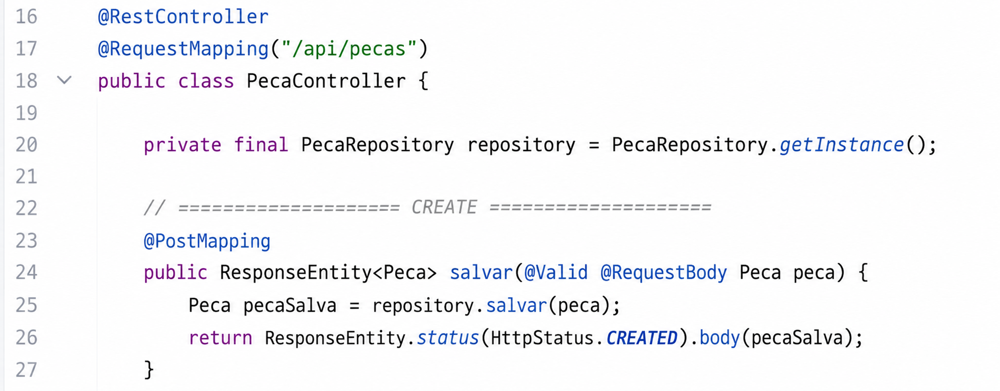 16 @RestController
17 @RequestMapping("/api/pecas")
18 public class PecaController {
19
20     private final PecaRepository repository = PecaRepository.getInstance();
21
22     // ==================== CREATE ====================
23     @PostMapping
24     public ResponseEntity<Peca> salvar(@Valid @RequestBody Peca peca) {
25         Peca pecaSalva = repository.salvar(peca);
26         return ResponseEntity.status(HttpStatus.CREATED).body(pecaSalva);
27     }